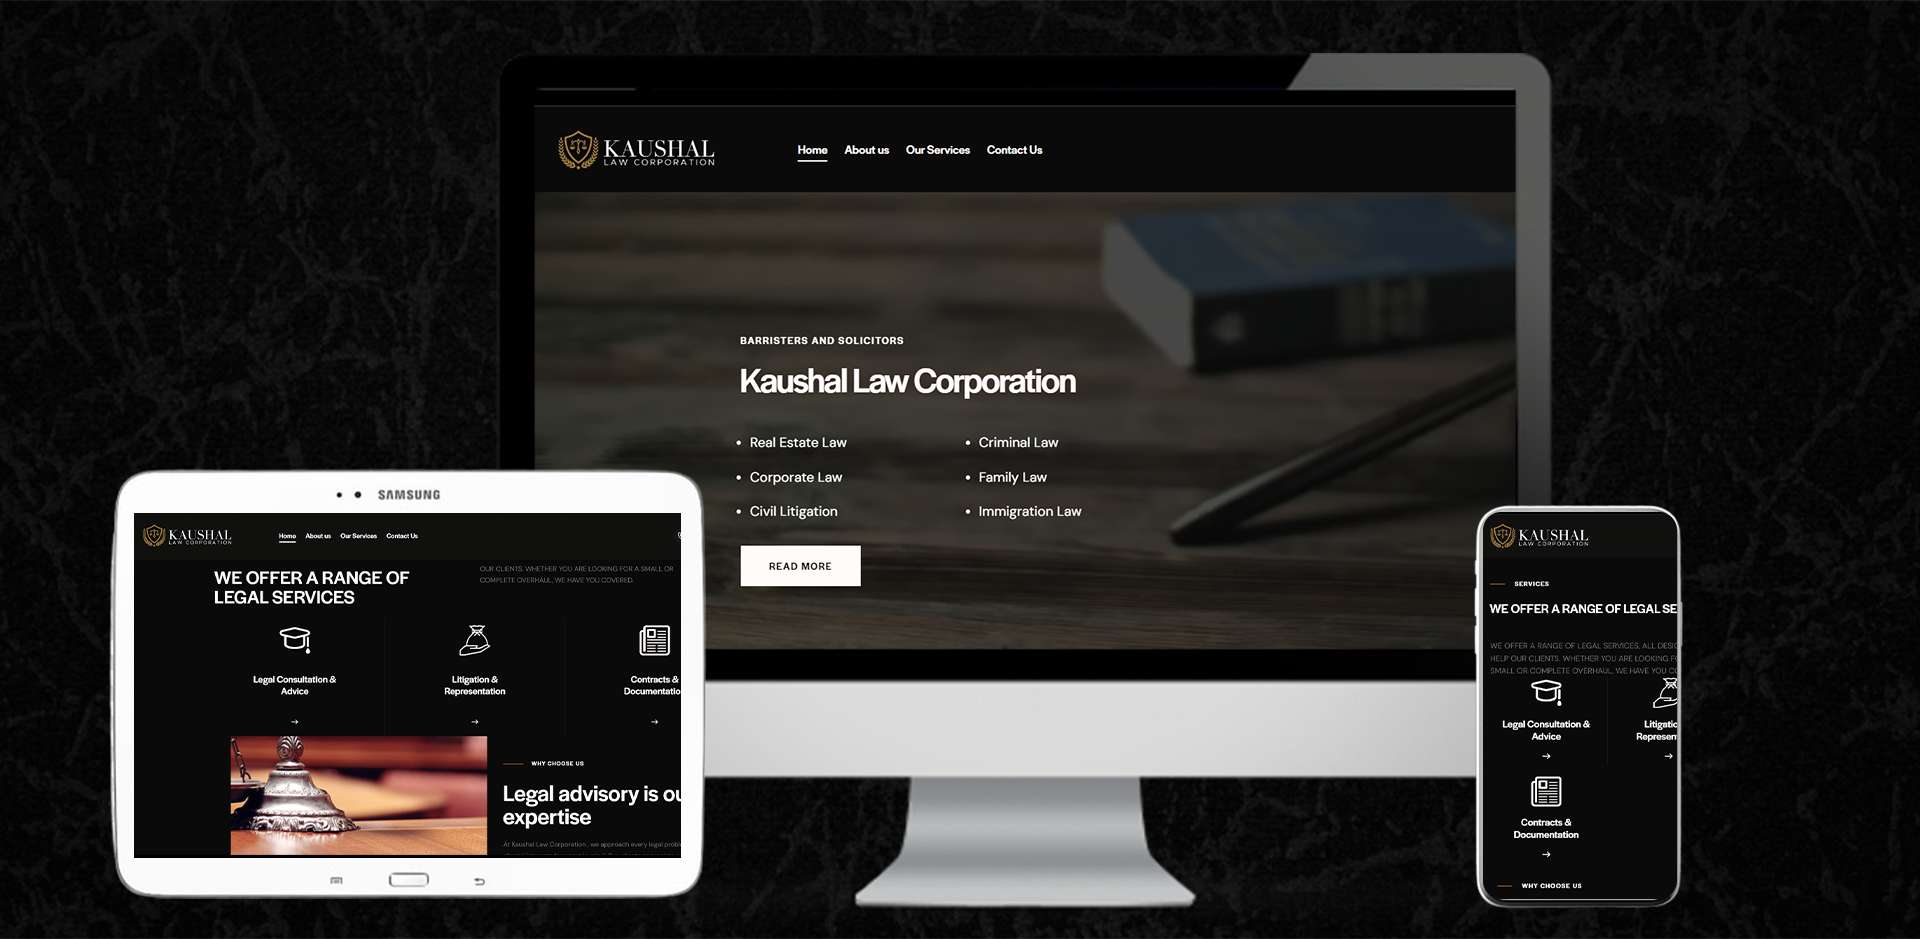 KAUSHAL
LAW CORPORATION
Home About us Our Services Contact Us
BARRISTERS AND SOLICITORS
Kaushal Law Corporation
• Real Estate Law
• Corporate Law
• Civil Litigation
• Criminal Law
• Family Law
• Immigration Law
READ MORE
SAMSUNG
KAUSHAL
LAW CORPORATION
Home About us Our Services Contact Us
WE OFFER A RANGE OF
LEGAL SERVICES
OUR CLIENTS. WHETHER YOU ARE LOOKING FOR A SMALL OR
COMPLETE OVERHAUL, WE HAVE YOU COVERED.
Legal Consultation &
Advice
Litigation &
Representation
Contracts &
Documentatio
WHY CHOOSE US
Legal advisory is ou
expertise
At Kaushal Law Corporation , we approach every legal probl
KAUSHAL
LAW CORPORATION
SERVICES
WE OFFER A RANGE OF LEGAL SE
WE OFFER A RANGE OF LEGAL SERVICES, ALL DESIG
HELP OUR CLIENTS. WHETHER YOU ARE LOOKING F
SMALL OR COMPLETE OVERHAUL, WE HAVE YOU CO
Legal Consultation &
Advice
Litigatio
Represen
Contracts &
Documentation
WHY CHOOSE US